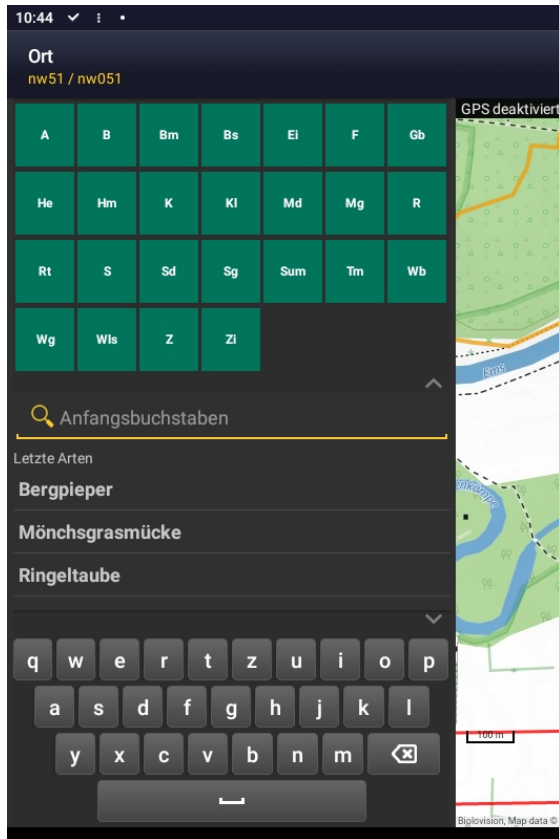 10:44
Ort
nw51 / nw051
GPS deaktiviert
A B Bm Bs Ei F Gb
He Hm K Kl Md Mg R
Rt S Sd Sg Sum Tm Wb
Wg Wls Z Zi
Ems
Anfangsbuchstaben
Letzte Arten
Bergpieper
enkampe
Mönchsgrasmücke
Ringeltaube
q w e r t z u i o p
a s d f g h j k l
y x c v b n m
100 m
Biolovision, Map data ©